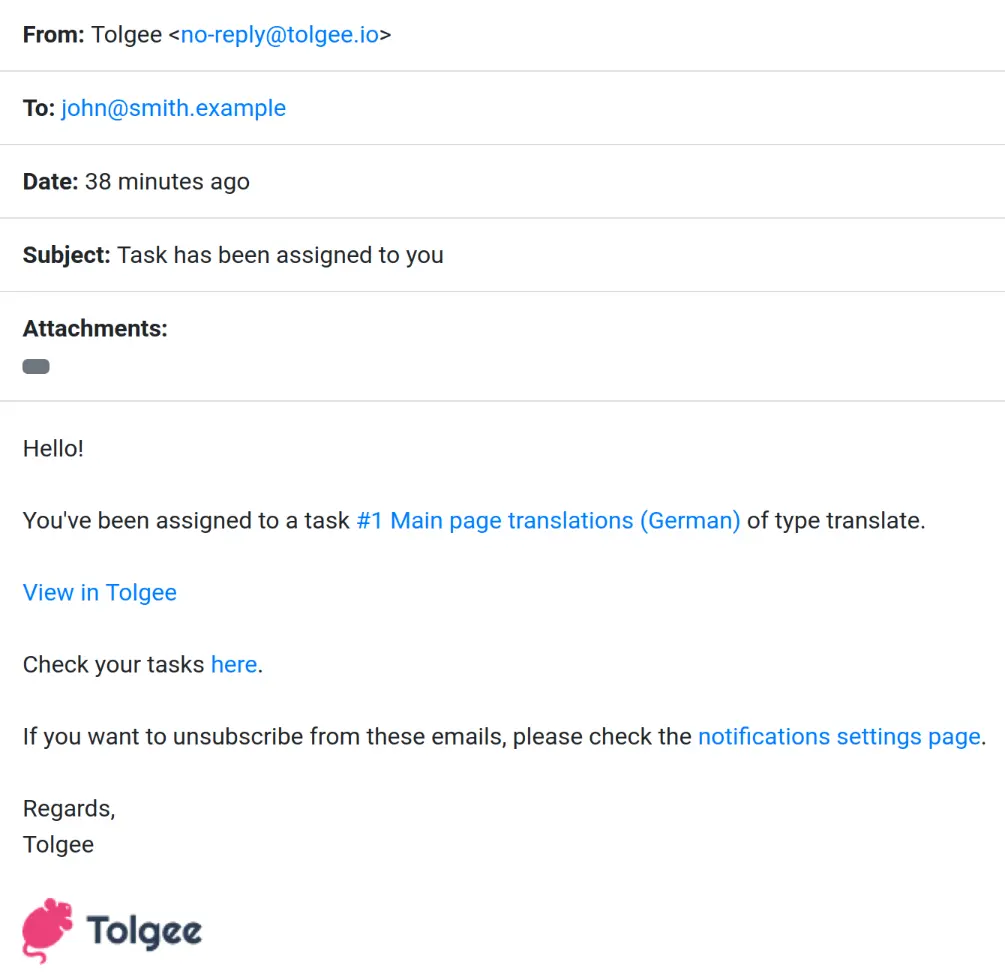 From: Tolgee <no-reply@tolgee.io>
To: john@smith.example
Date: 38 minutes ago
Subject: Task has been assigned to you
Attachments:
Hello!
You've been assigned to a task #1 Main page translations (German) of type translate.
View in Tolgee
Check your tasks here.
If you want to unsubscribe from these emails, please check the notifications settings page.
Regards,
Tolgee
Tolgee